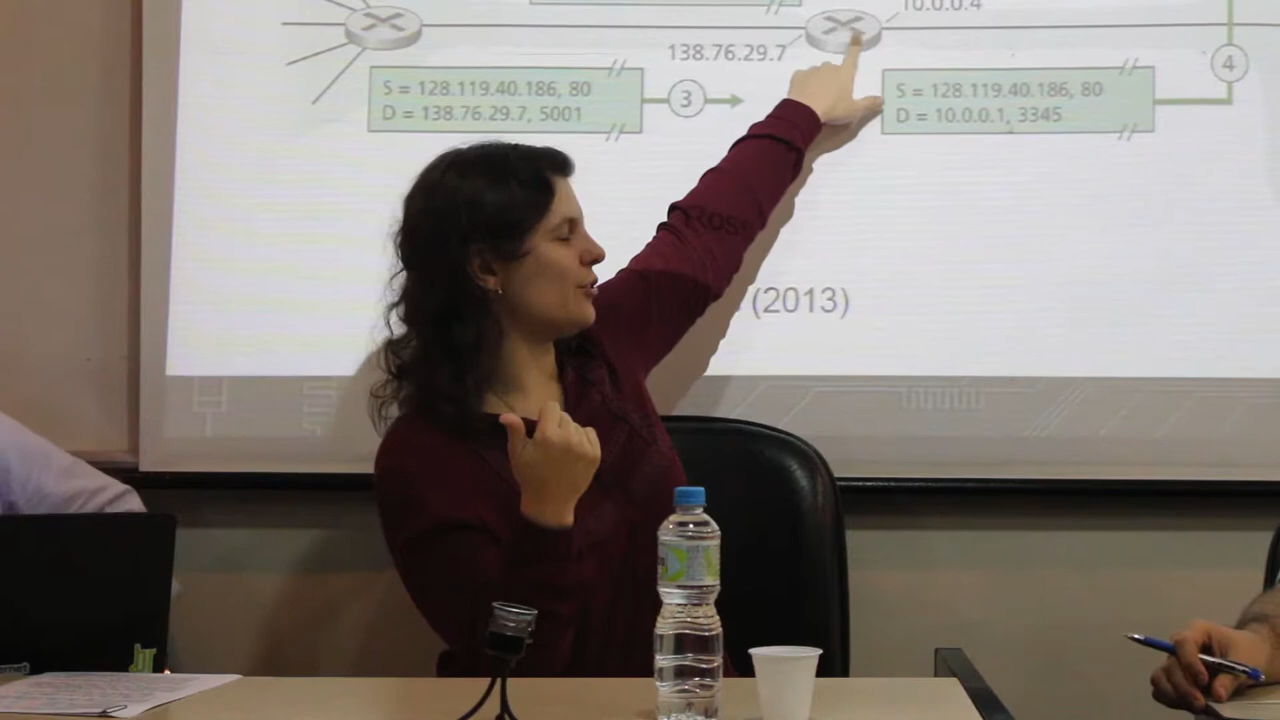 10.0.0.4
138.76.29.7
4
S = 128.119.40.186, 80
D = 138.76.29.7, 5001
3
S = 128.119.40.186, 80
D = 10.0.0.1, 3345
Ross
(2013)